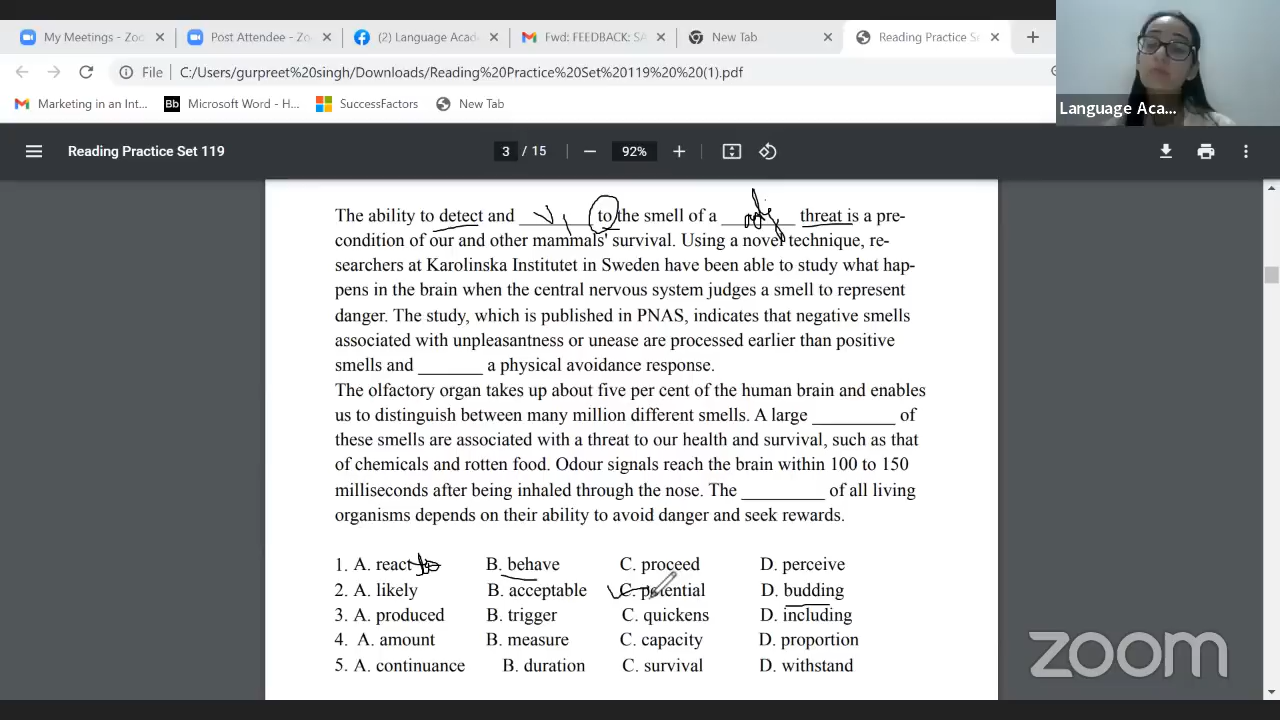 My Meetings - Zoo
Post Attendee - Zoo
(2) Language Acad
Fwd: FEEDBACK: SA
New Tab
Reading Practice Se
File
C:/Users/gurpreet%20singh/Downloads/Reading%20Practice%20Set%20119%20%20(1).pdf
Marketing in an Int...
Bb Microsoft Word - H...
SuccessFactors
New Tab
Language Aca...
Reading Practice Set 119
3 / 15
92%
The ability to detect and ________ to the smell of a ________ threat is a pre-
condition of our and other mammals' survival. Using a novel technique, re-
searchers at Karolinska Institutet in Sweden have been able to study what hap-
pens in the brain when the central nervous system judges a smell to represent
danger. The study, which is published in PNAS, indicates that negative smells
associated with unpleasantness or unease are processed earlier than positive
smells and _______ a physical avoidance response.
The olfactory organ takes up about five per cent of the human brain and enables
us to distinguish between many million different smells. A large _________ of
these smells are associated with a threat to our health and survival, such as that
of chemicals and rotten food. Odour signals reach the brain within 100 to 150
milliseconds after being inhaled through the nose. The _________ of all living
organisms depends on their ability to avoid danger and seek rewards.
1. A. react B. behave C. proceed D. perceive
2. A. likely B. acceptable C. potential D. budding
3. A. produced B. trigger C. quickens D. including
4. A. amount B. measure C. capacity D. proportion
5. A. continuance B. duration C. survival D. withstand
zoom